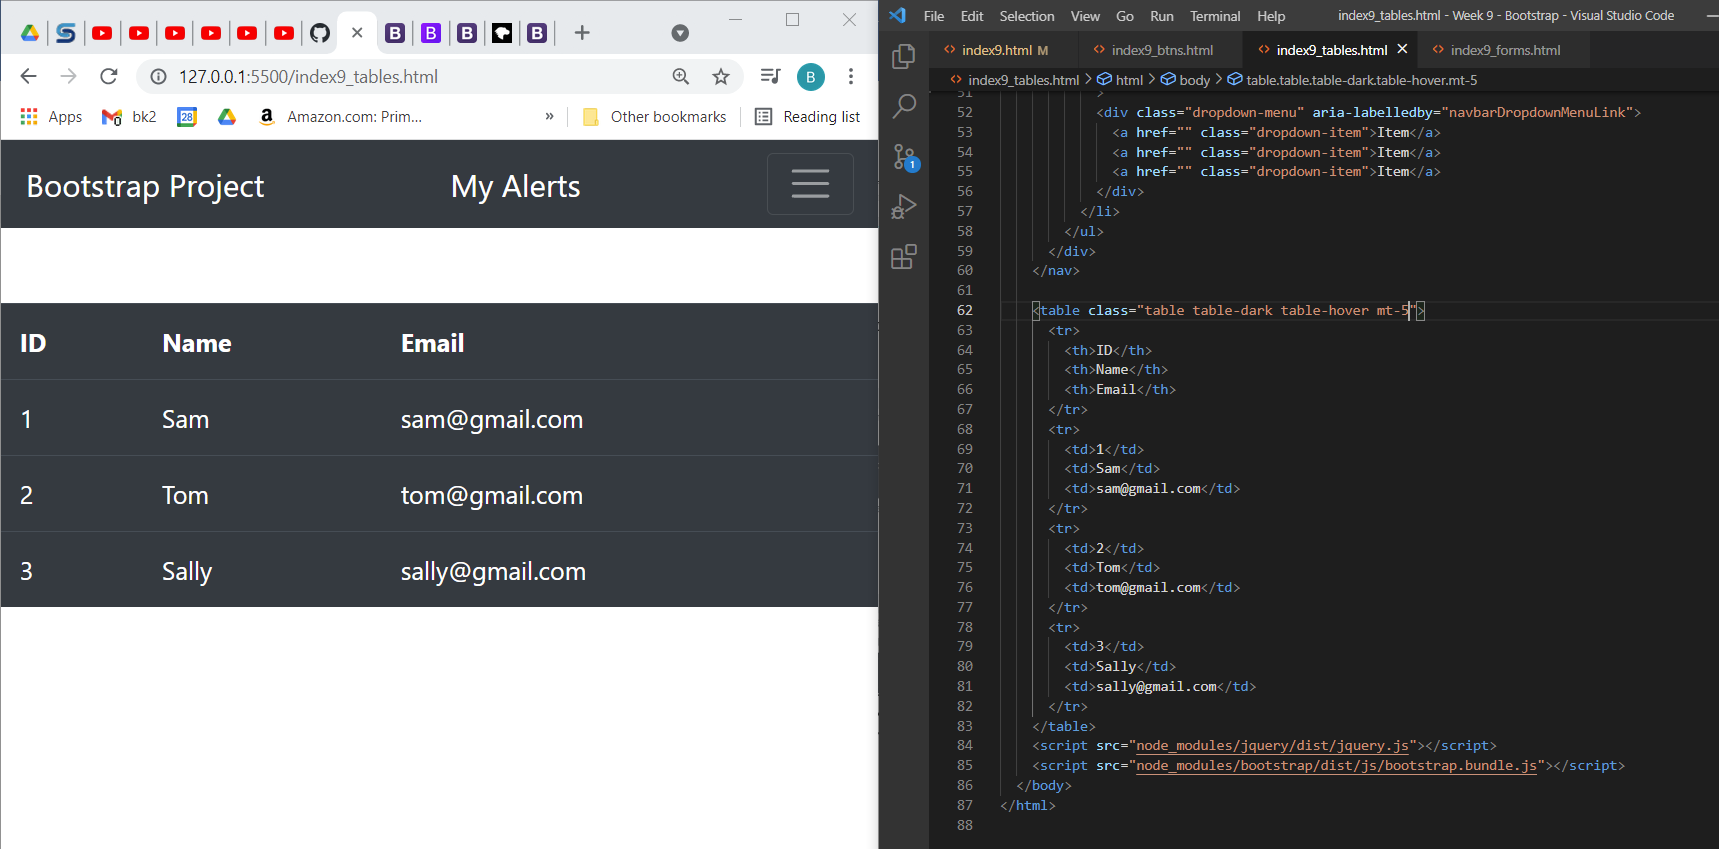 127.0.0.1:5500/index9_tables.html
B
Apps
bk2
28
Amazon.com: Prim...
»
Other bookmarks
Reading list
Bootstrap Project
My Alerts
ID Name Email
1 Sam sam@gmail.com
2 Tom tom@gmail.com
3 Sally sally@gmail.com
File Edit Selection View Go Run Terminal Help
index9_tables.html - Week 9 - Bootstrap - Visual Studio Code
index9.html M
index9_btns.html
index9_tables.html
index9_forms.html
index9_tables.html > html > body > table.table.table-dark.table-hover.mt-5
1
51 >
52 <div class="dropdown-menu" aria-labelledby="navbarDropdownMenuLink">
53 <a href="" class="dropdown-item">Item</a>
54 <a href="" class="dropdown-item">Item</a>
55 <a href="" class="dropdown-item">Item</a>
56 </div>
57 </li>
58 </ul>
59 </div>
60 </nav>
61
62 <table class="table table-dark table-hover mt-5">
63 <tr>
64 <th>ID</th>
65 <th>Name</th>
66 <th>Email</th>
67 </tr>
68 <tr>
69 <td>1</td>
70 <td>Sam</td>
71 <td>sam@gmail.com</td>
72 </tr>
73 <tr>
74 <td>2</td>
75 <td>Tom</td>
76 <td>tom@gmail.com</td>
77 </tr>
78 <tr>
79 <td>3</td>
80 <td>Sally</td>
81 <td>sally@gmail.com</td>
82 </tr>
83 </table>
84 <script src="node_modules/jquery/dist/jquery.js"></script>
85 <script src="node_modules/bootstrap/dist/js/bootstrap.bundle.js"></script>
86 </body>
87 </html>
88